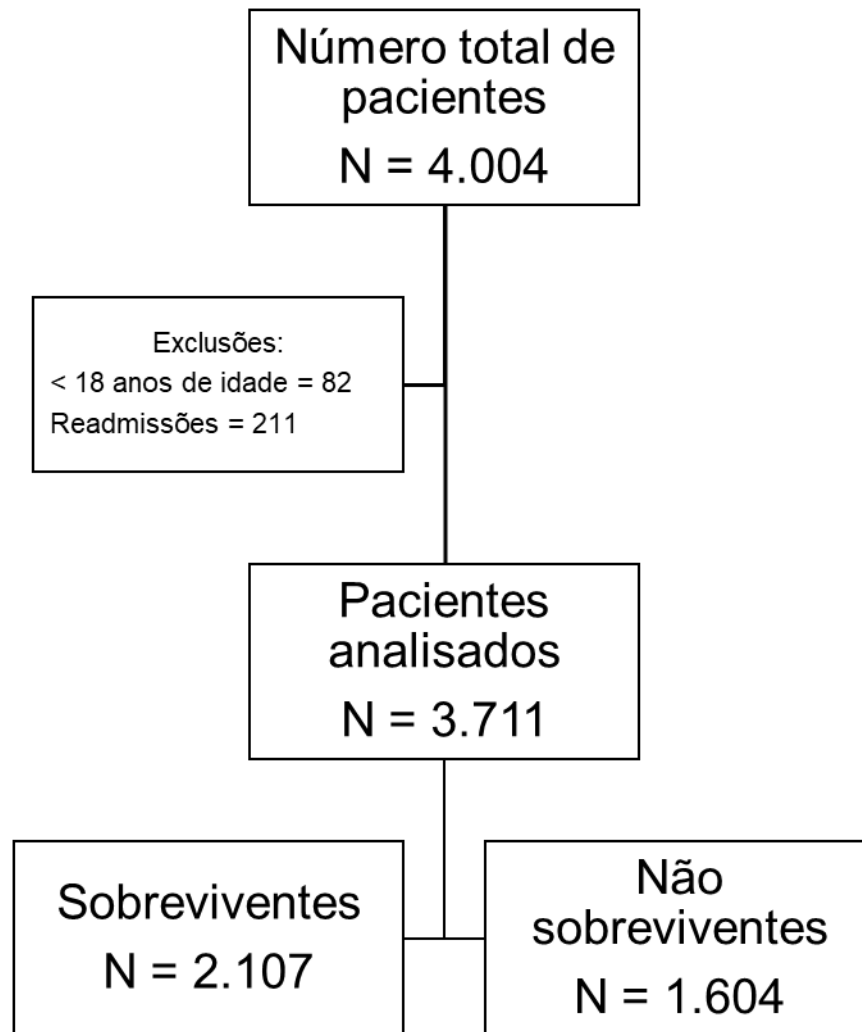 Número total de
pacientes
N = 4.004
Exclusões:
< 18 anos de idade = 82
Readmissões = 211
Pacientes
analisados
N = 3.711
Sobreviventes
N = 2.107
Não
sobreviventes
N = 1.604